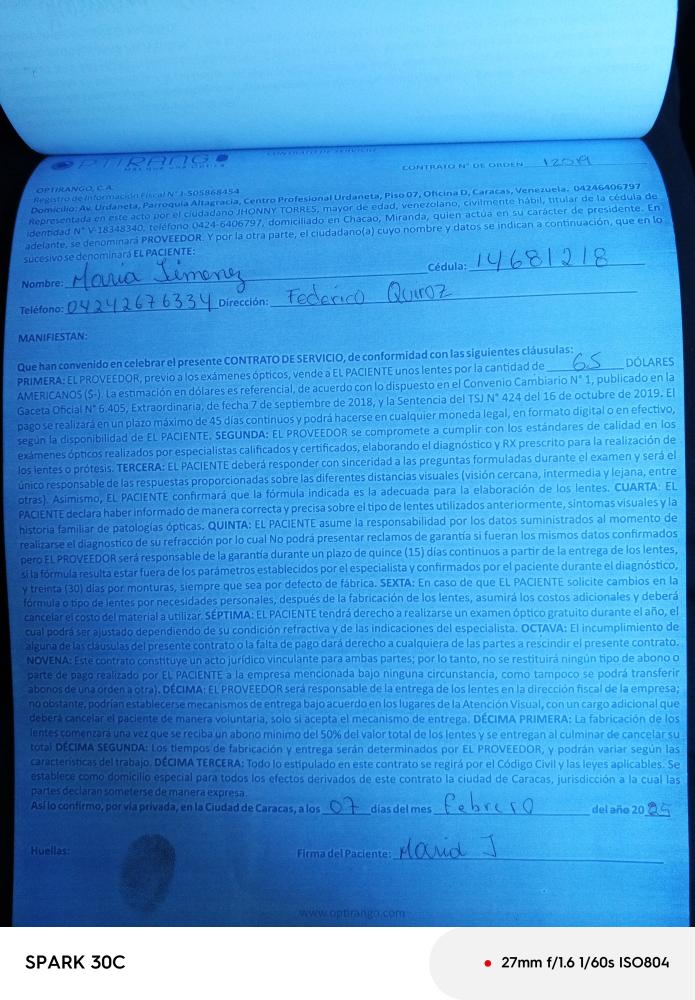 OPTIRANGO
CONTRATO DE SERVICIO
CONTRATO N° DE ORDEN 12019
OPTIRANGO, C.A.
Registro de Información Fiscal N° J-505868454
Domicilio: Av. Urdaneta, Parroquia Altagracia, Centro Profesional Urdaneta, Piso 07, Oficina D, Caracas, Venezuela. 04246406797
Representada en este acto por el ciudadano JHONNY TORRES, mayor de edad, venezolano, civilmente hábil, titular de la cédula de
identidad N° V-18348340, teléfono 0424-6406797, domiciliado en Chacao, Miranda, quien actúa en su carácter de presidente. En
adelante, se denominará PROVEEDOR. Y por la otra parte, el ciudadano(a) cuyo nombre y datos se indican a continuación, que en lo
sucesivo se denominará EL PACIENTE:
Nombre: Maria Jimenez Cédula: 14681218
Teléfono: 04242676334 Dirección: Federico Quiroz
MANIFIESTAN:
Que han convenido en celebrar el presente CONTRATO DE SERVICIO, de conformidad con las siguientes cláusulas:
PRIMERA: EL PROVEEDOR, previo a los exámenes ópticos, vende a EL PACIENTE unos lentes por la cantidad de 65 DÓLARES
AMERICANOS ($-). La estimación en dólares es referencial, de acuerdo con lo dispuesto en el Convenio Cambiario N° 1, publicado en la
Gaceta Oficial N° 6.405, Extraordinaria, de fecha 7 de septiembre de 2018, y la Sentencia del TSJ N° 424 del 16 de octubre de 2019. El
pago se realizará en un plazo máximo de 45 días continuos y podrá hacerse en cualquier moneda legal, en formato digital o en efectivo,
según la disponibilidad de EL PACIENTE. SEGUNDA: EL PROVEEDOR se compromete a cumplir con los estándares de calidad en los
exámenes ópticos realizados por especialistas calificados y certificados, elaborando el diagnóstico y RX prescrito para la realización de
los lentes o prótesis. TERCERA: EL PACIENTE deberá responder con sinceridad a las preguntas formuladas durante el examen y será el
único responsable de las respuestas proporcionadas sobre las diferentes distancias visuales (visión cercana, intermedia y lejana, entre
otras). Asimismo, EL PACIENTE confirmará que la fórmula indicada es la adecuada para la elaboración de los lentes. CUARTA: EL
PACIENTE declara haber informado de manera correcta y precisa sobre el tipo de lentes utilizados anteriormente, síntomas visuales y la
historia familiar de patologías ópticas. QUINTA: EL PACIENTE asume la responsabilidad por los datos suministrados al momento de
realizarse el diagnostico de su refracción por lo cual No podrá presentar reclamos de garantía si fueran los mismos datos confirmados
pero EL PROVEEDOR será responsable de la garantía durante un plazo de quince (15) días continuos a partir de la entrega de los lentes,
si la fórmula resulta estar fuera de los parámetros establecidos por el especialista y confirmados por el paciente durante el diagnóstico,
y treinta (30) días por monturas, siempre que sea por defecto de fábrica. SEXTA: En caso de que EL PACIENTE solicite cambios en la
fórmula o tipo de lentes por necesidades personales, después de la fabricación de los lentes, asumirá los costos adicionales y deberá
cancelar el costo del material a utilizar. SÉPTIMA: EL PACIENTE tendrá derecho a realizarse un examen óptico gratuito durante el año, el
cual podrá ser ajustado dependiendo de su condición refractiva y de las indicaciones del especialista. OCTAVA: El incumplimiento de
alguna de las cláusulas del presente contrato o la falta de pago dará derecho a cualquiera de las partes a rescindir el presente contrato.
NOVENA: Este contrato constituye un acto jurídico vinculante para ambas partes; por lo tanto, no se restituirá ningún tipo de abono o
parte de pago realizado por EL PACIENTE a la empresa mencionada bajo ninguna circunstancia, como tampoco se podrá transferir
abonos de una orden a otra). DÉCIMA: EL PROVEEDOR será responsable de la entrega de los lentes en la dirección fiscal de la empresa;
no obstante, podrían establecerse mecanismos de entrega bajo acuerdo en los lugares de la Atención Visual, con un cargo adicional que
deberá cancelar el paciente de manera voluntaria, solo si acepta el mecanismo de entrega. DÉCIMA PRIMERA: La fabricación de los
lentes comenzará una vez que se reciba un abono mínimo del 50% del valor total de los lentes y se entregan al culminar de cancelar su
total DÉCIMA SEGUNDA: Los tiempos de fabricación y entrega serán determinados por EL PROVEEDOR, y podrán variar según las
características del trabajo. DÉCIMA TERCERA: Todo lo estipulado en este contrato se regirá por el Código Civil y las leyes aplicables. Se
establece como domicilio especial para todos los efectos derivados de este contrato la ciudad de Caracas, jurisdicción a la cual las
partes declaran someterse de manera expresa.
Así lo confirmo, por vía privada, en la Ciudad de Caracas, a los 07 días del mes febrero del año 2025
Huellas: Firma del Paciente: Maria J
www.optirango.com
SPARK 30C 27mm f/1.6 1/60s ISO804